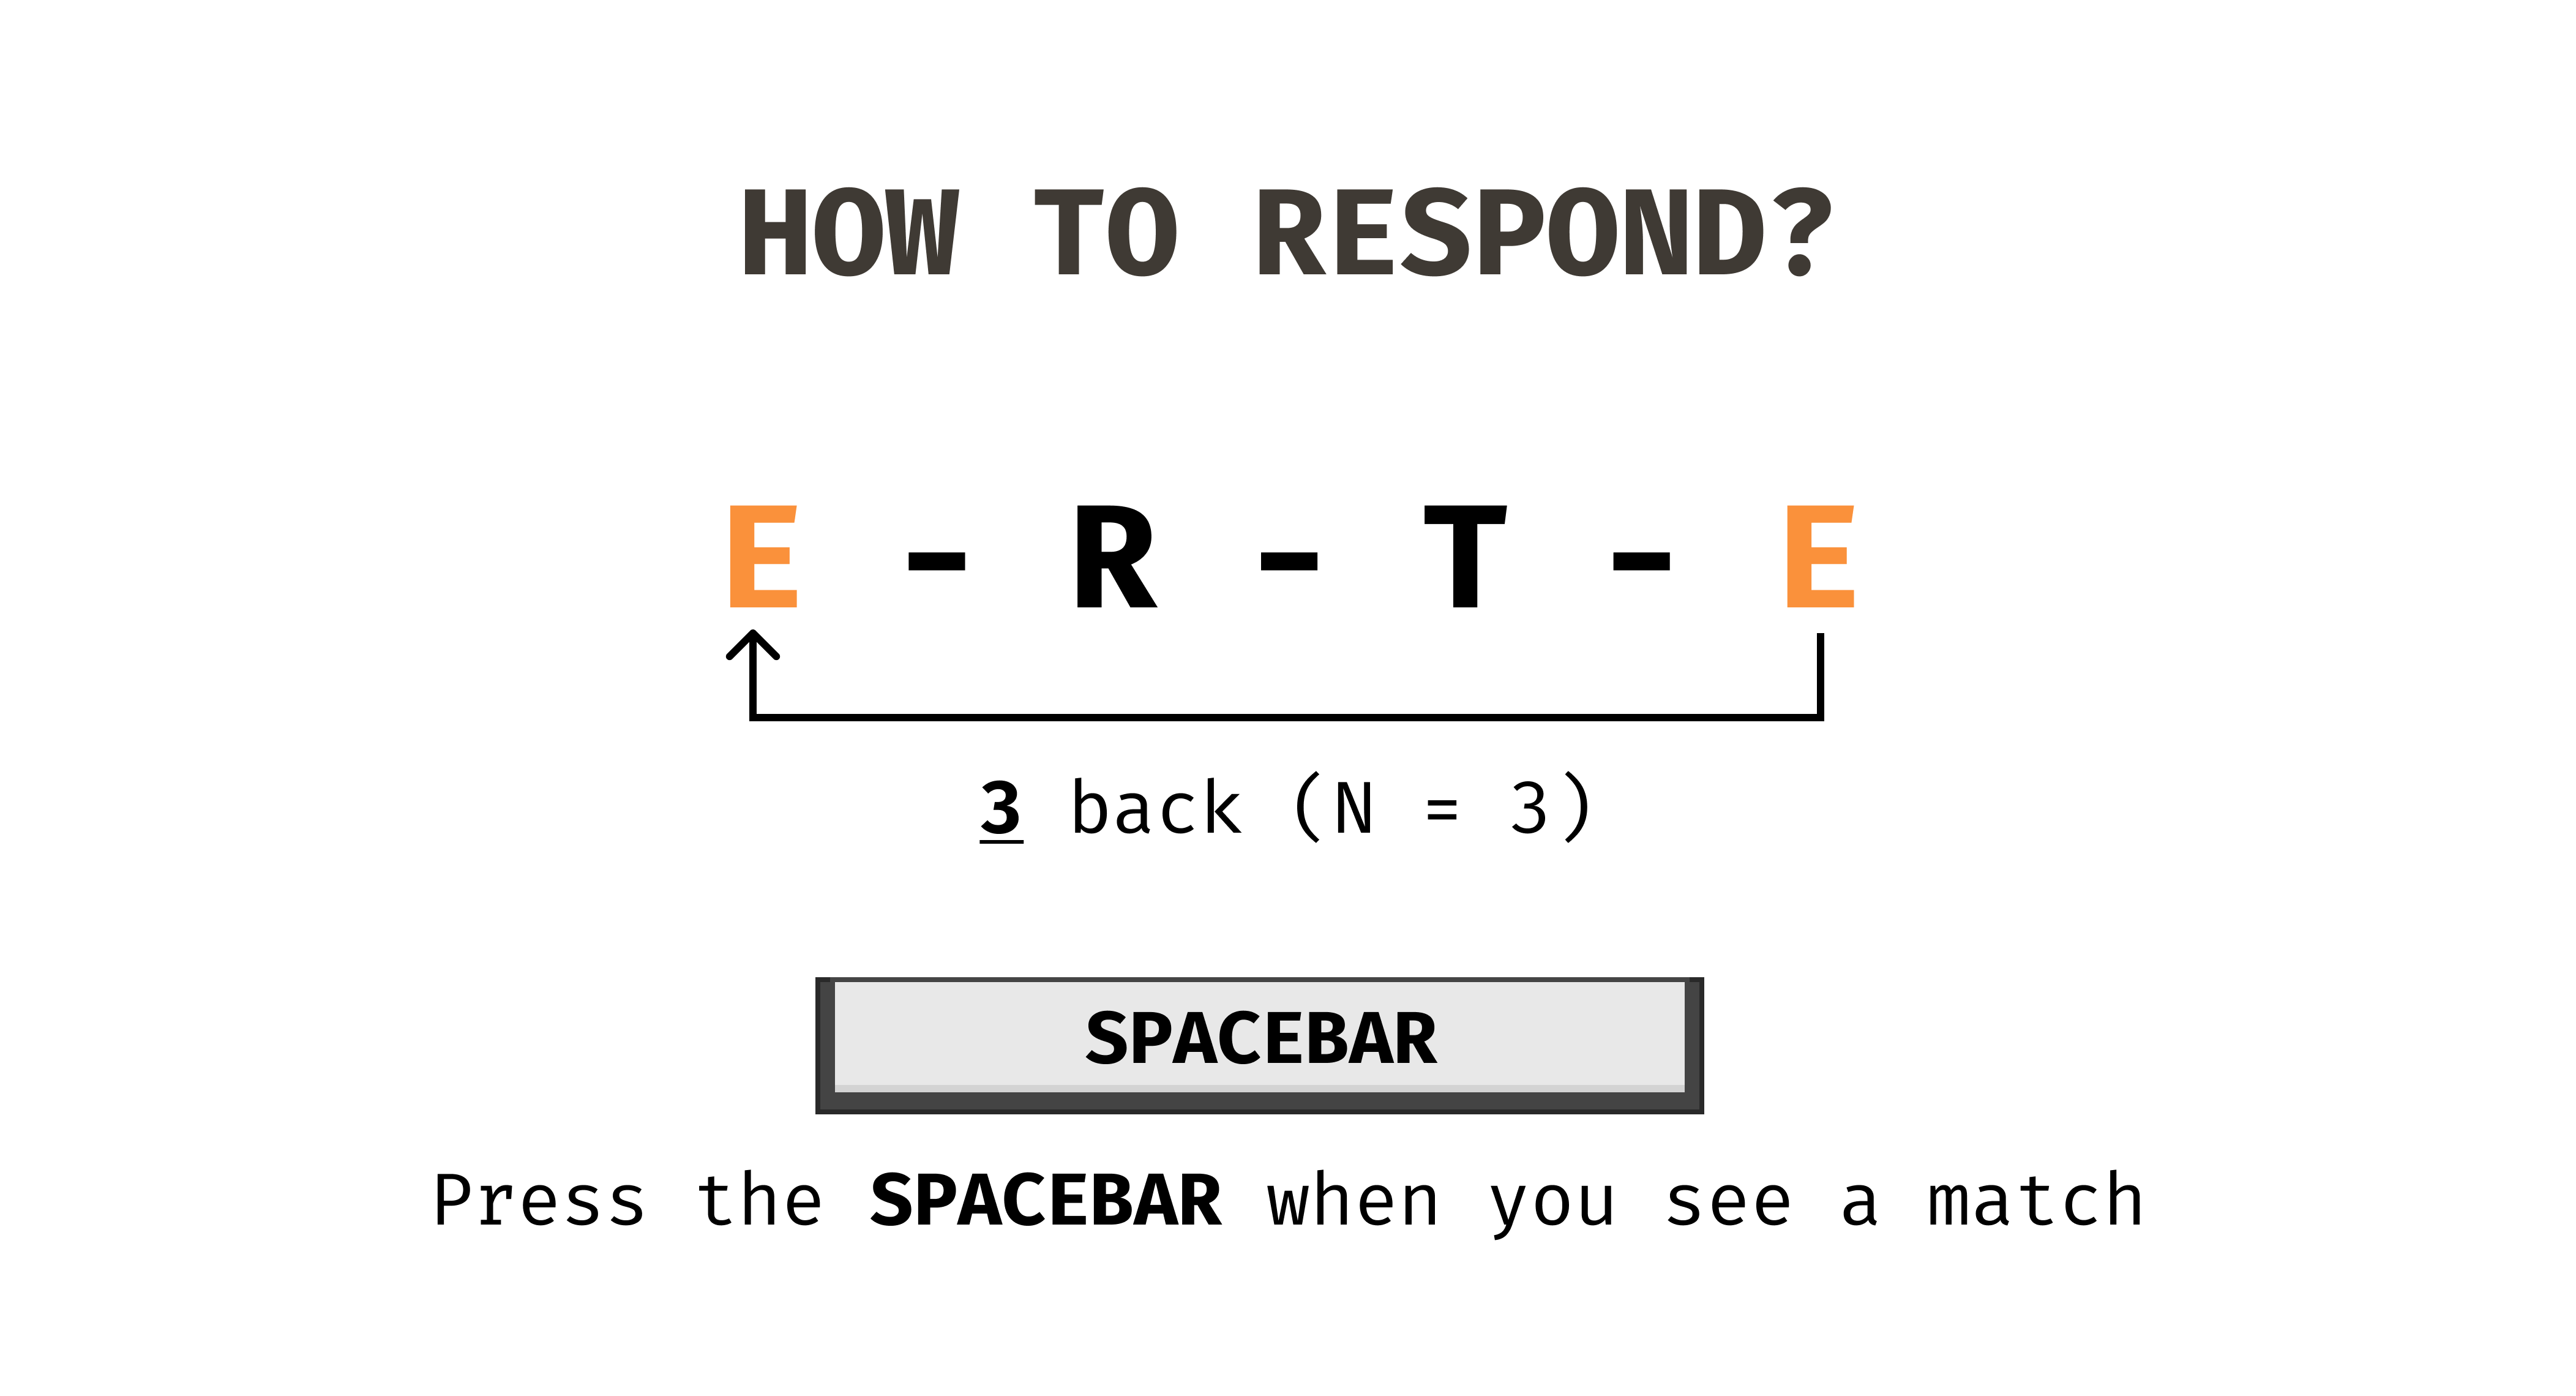 HOW TO RESPOND?
E - R - T - E
3 back (N = 3)
SPACEBAR
Press the SPACEBAR when you see a match